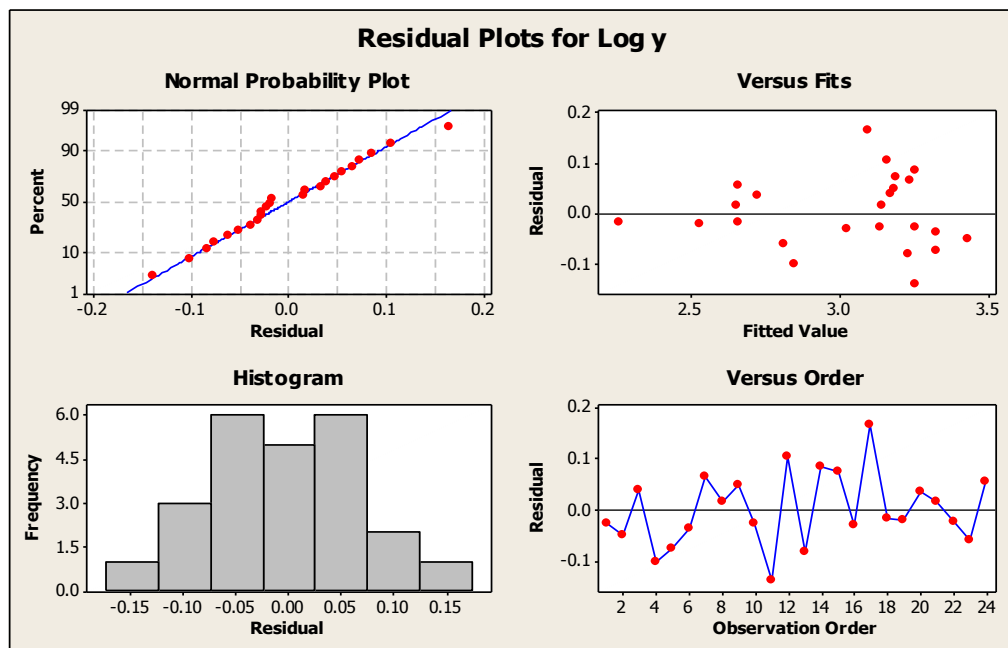 Residual Plots for Log y
Normal Probability Plot
99
90
50
10
1
Percent
-0.2 -0.1 0.0 0.1 0.2
Residual
Versus Fits
0.2
0.1
0.0
-0.1
Residual
2.5 3.0 3.5
Fitted Value
Histogram
6.0
4.5
3.0
1.5
0.0
Frequency
-0.15 -0.10 -0.05 0.00 0.05 0.10 0.15
Residual
Versus Order
0.2
0.1
0.0
-0.1
Residual
2 4 6 8 10 12 14 16 18 20 22 24
Observation Order